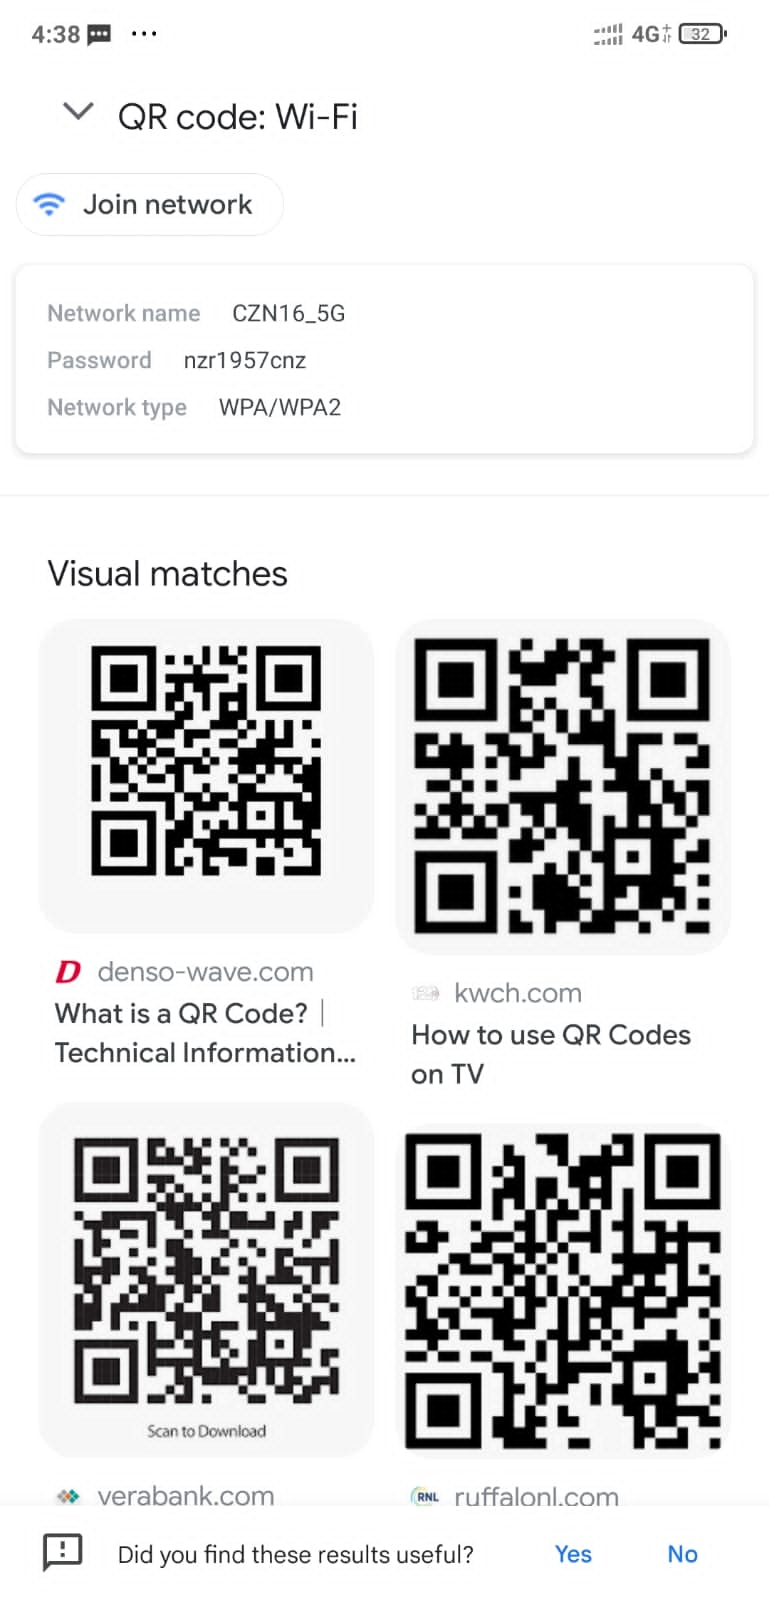 4:38
4G
32
QR code: Wi-Fi
Join network
Network name CZN16_5G
Password nzr1957cnz
Network type WPA/WPA2
Visual matches
D denso-wave.com
What is a QR Code? |
Technical Information...
kwch.com
How to use QR Codes
on TV
Scan to Download
verabank.com
RNL ruffalonl.com
Did you find these results useful? Yes No